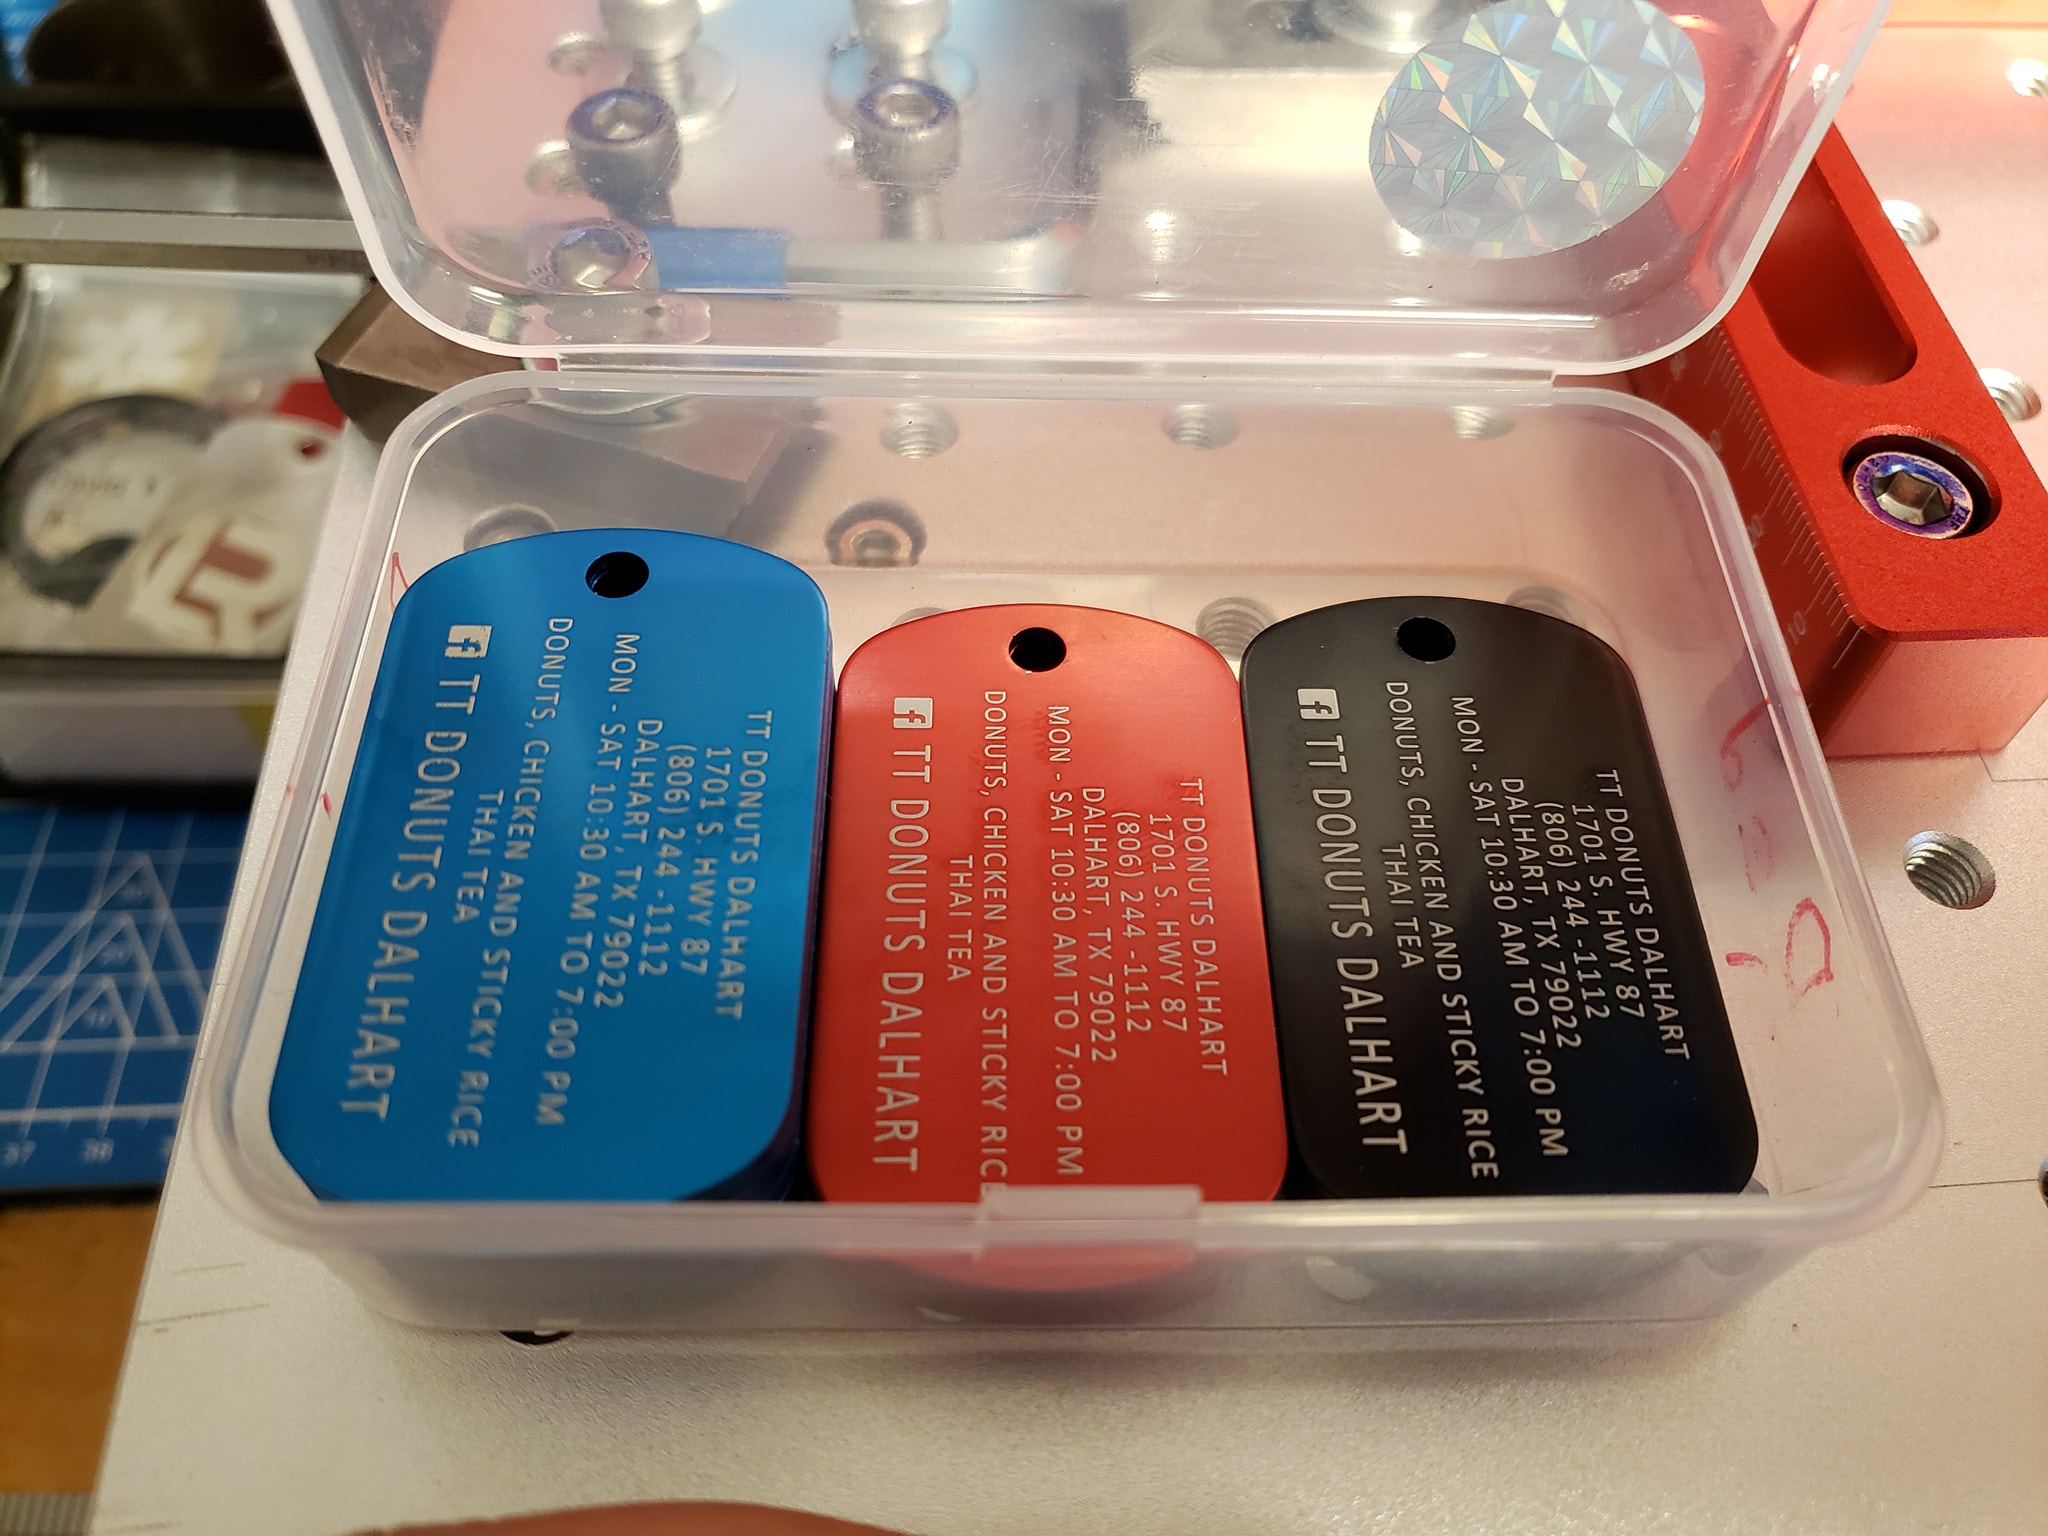 TT DONUTS DALHART
1701 S. HWY 87
(806) 244 -1112
DALHART, TX 79022
MON - SAT 10:30 AM TO 7:00 PM
DONUTS, CHICKEN AND STICKY RICE
THAI TEA
f TT DONUTS DALHART
TT DONUTS DALHART
1701 S. HWY 87
(806) 244 -1112
DALHART, TX 79022
MON - SAT 10:30 AM TO 7:00 PM
DONUTS, CHICKEN AND STICKY RICE
THAI TEA
f TT DONUTS DALHART
TT DONUTS DALHART
1701 S. HWY 87
(806) 244 -1112
DALHART, TX 79022
MON - SAT 10:30 AM TO 7:00 PM
DONUTS, CHICKEN AND STICKY RICE
THAI TEA
f TT DONUTS DALHART
10